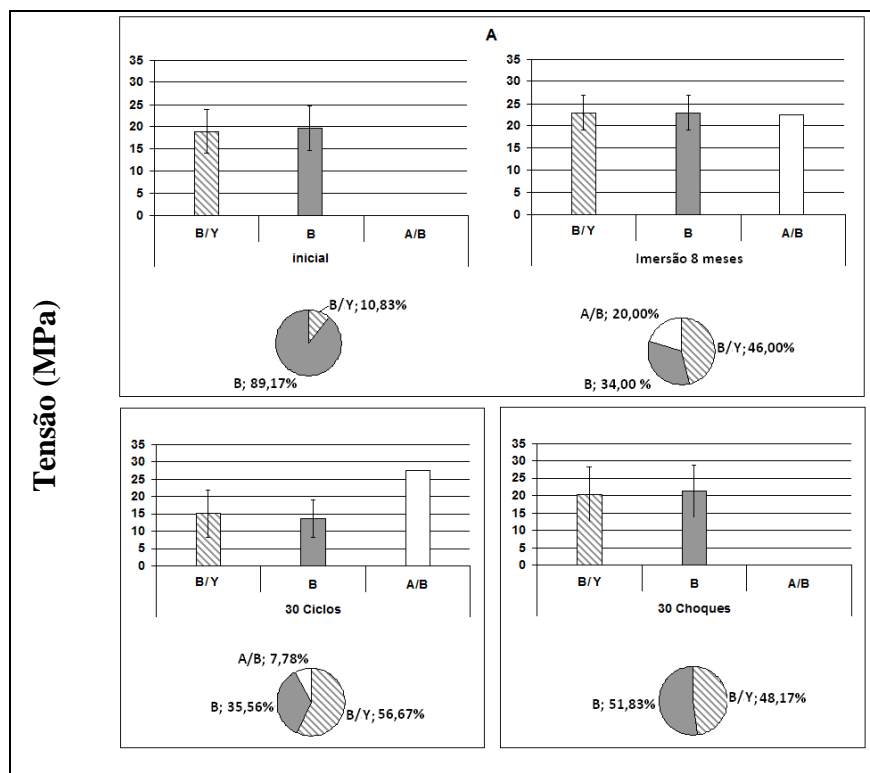 Tensão (MPa)
A
35
30
25
20
15
10
5
0
B/Y B A/B
inicial
B/Y; 10,83%
B; 89,17%
35
30
25
20
15
10
5
0
B/Y B A/B
Imersão 8 meses
A/B; 20,00%
B/Y; 46,00%
B; 34,00 %
35
30
25
20
15
10
5
0
B/Y B A/B
30 Ciclos
A/B; 7,78%
B; 35,56%
B/Y; 56,67%
35
30
25
20
15
10
5
0
B/Y B A/B
30 Choques
B; 51,83%
B/Y; 48,17%